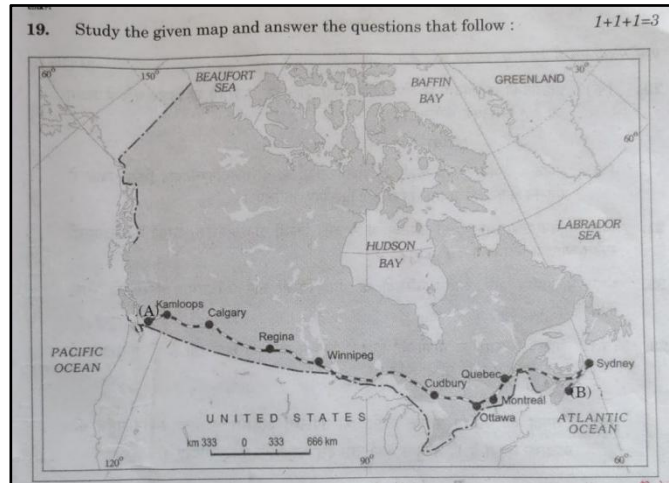 19. Study the given map and answer the questions that follow : 1+1+1=3
60° 150° BEAUFORT SEA BAFFIN BAY GREENLAND 30°
60°
LABRADOR SEA
HUDSON BAY
(A) Kamloops
Calgary
Regina
Winnipeg
PACIFIC OCEAN
Sydney
Quebec
Cudbury
(B)
Montreal
Ottawa
ATLANTIC OCEAN
UNITED STATES
km 333 0 333 666 km
120° 90° 60°